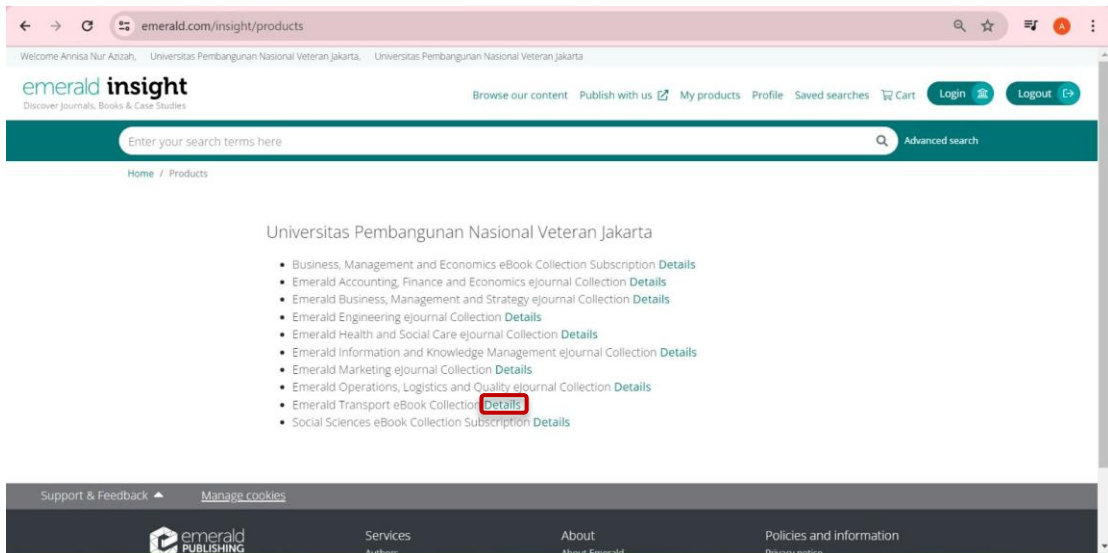 emerald.com/insight/products
A
Welcome Annisa Nur Azizah, Universitas Pembangunan Nasional Veteran Jakarta, Universitas Pembangunan Nasional Veteran Jakarta
emerald insight
Discover Journals, Books & Case Studies
Browse our content Publish with us My products Profile Saved searches Cart Login Logout
Enter your search terms here
Advanced search
Home / Products
Universitas Pembangunan Nasional Veteran Jakarta
• Business, Management and Economics eBook Collection Subscription Details
• Emerald Accounting, Finance and Economics eJournal Collection Details
• Emerald Business, Management and Strategy eJournal Collection Details
• Emerald Engineering eJournal Collection Details
• Emerald Health and Social Care eJournal Collection Details
• Emerald Information and Knowledge Management eJournal Collection Details
• Emerald Marketing eJournal Collection Details
• Emerald Operations, Logistics and Quality eJournal Collection Details
• Emerald Transport eBook Collection Details
• Social Sciences eBook Collection Subscription Details
Support & Feedback Manage cookies
emerald PUBLISHING
Services
About
Policies and information
Authors
About Emerald
Privacy notice